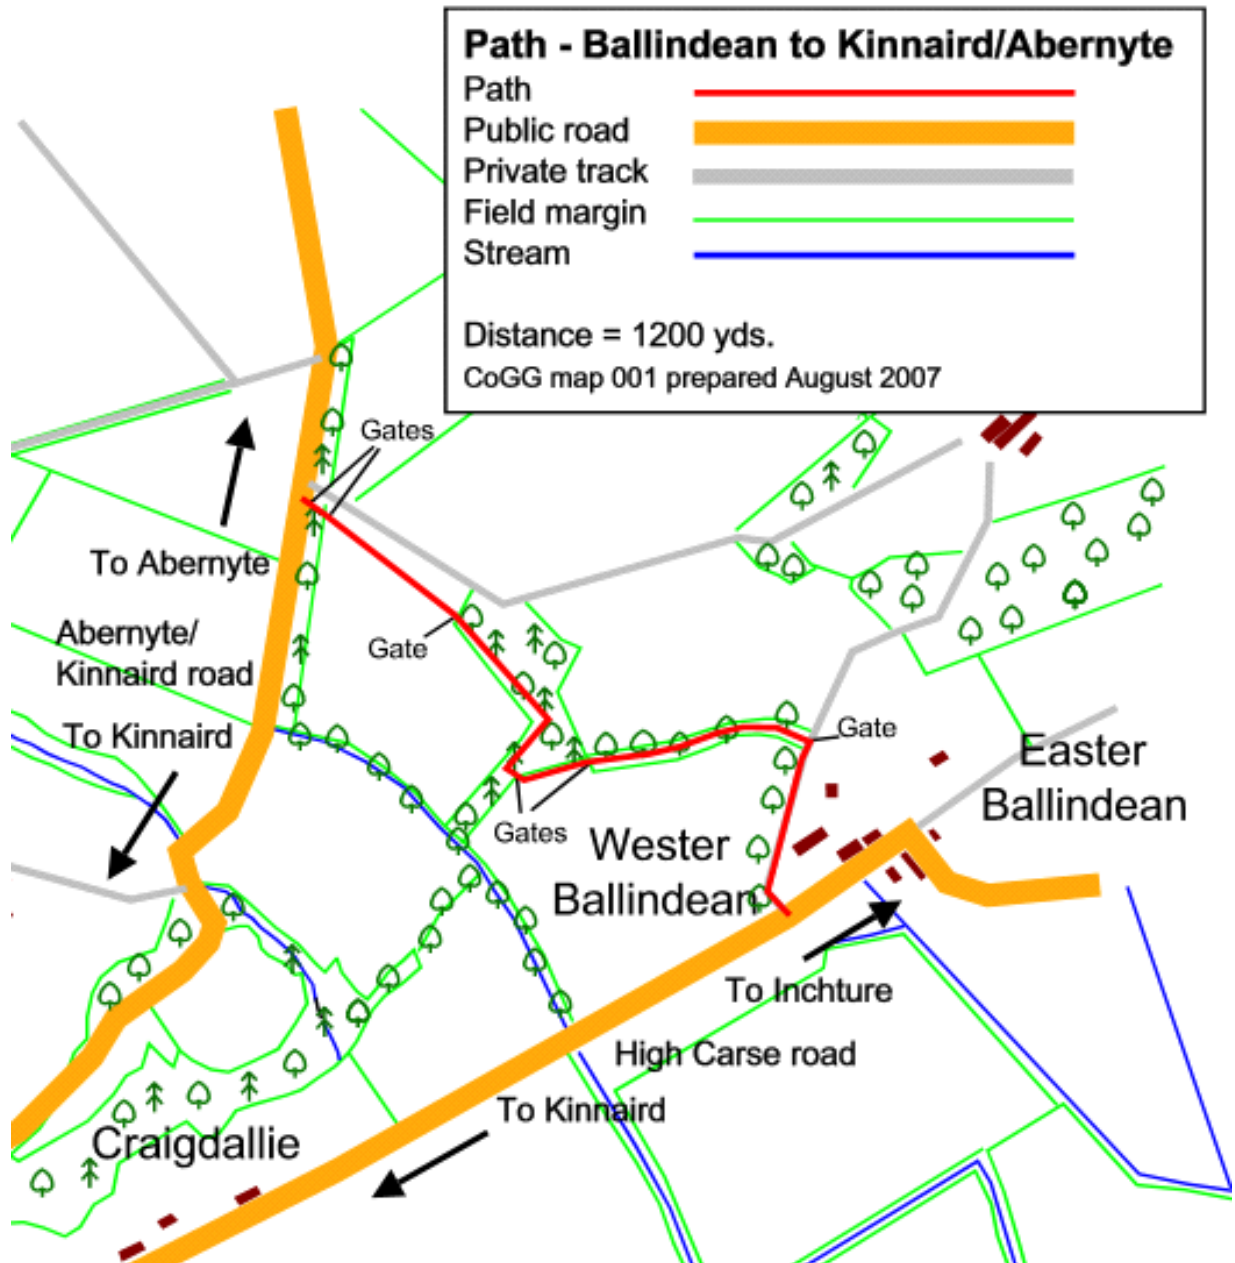 Path - Ballindean to Kinnaird/Abernyte
Path
Public road
Private track
Field margin
Stream
Distance = 1200 yds.
CoGG map 001 prepared August 2007
Gates
To Abernyte
Abernyte/
Kinnaird road
Gate
To Kinnaird
Gate
Easter
Ballindean
Gates
Wester
Ballindean
To Inchture
High Carse road
To Kinnaird
Craigdallie